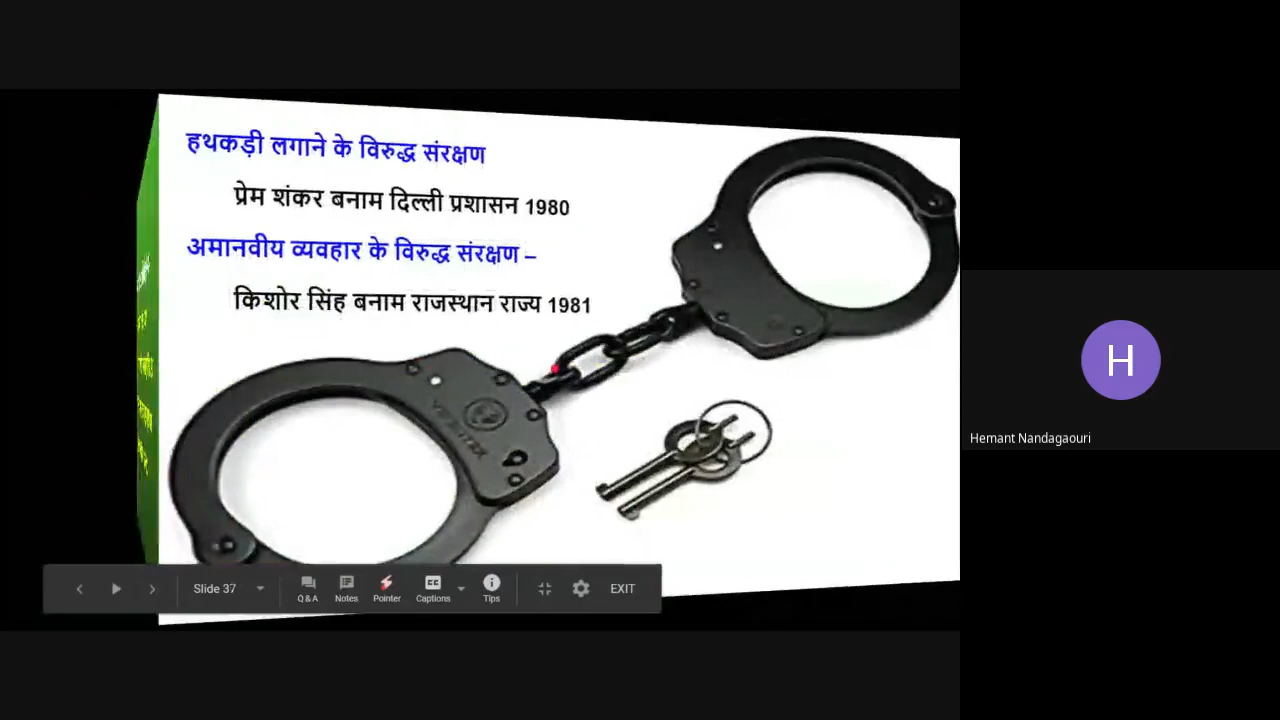 हथकड़ी लगाने के विरुद्ध संरक्षण
प्रेम शंकर बनाम दिल्ली प्रशासन 1980
अमानवीय व्यवहार के विरुद्ध संरक्षण –
किशोर सिंह बनाम राजस्थान राज्य 1981
H
Hemant Nandagaouri
Slide 37
Q & A
Notes
Pointer
Captions
Tips
EXIT